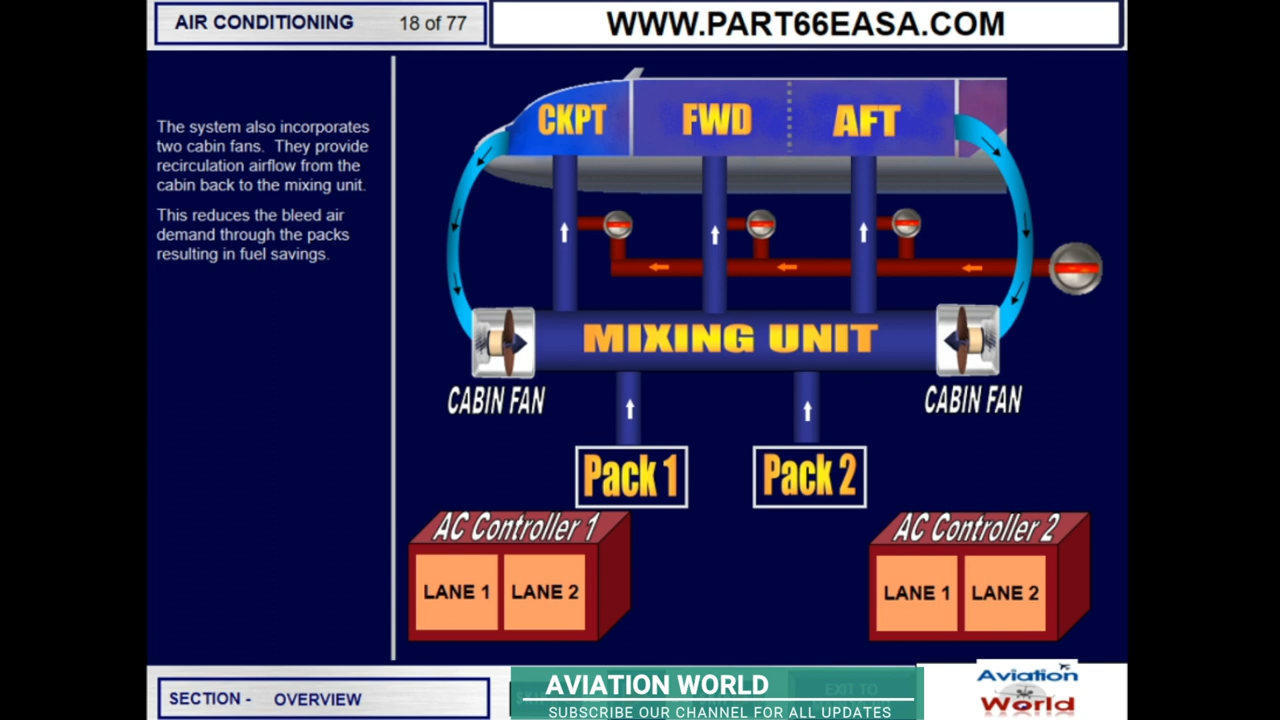 AIR CONDITIONING
18 of 77
WWW.PART66EASA.COM
The system also incorporates
two cabin fans. They provide
recirculation airflow from the
cabin back to the mixing unit.
This reduces the bleed air
demand through the packs
resulting in fuel savings.
CKPT
FWD
AFT
MIXING UNIT
CABIN FAN
CABIN FAN
Pack 1
Pack 2
AC Controller 1
LANE 1
LANE 2
AC Controller 2
LANE 1
LANE 2
SECTION - OVERVIEW
EXIT TO
AVIATION WORLD
SUBSCRIBE OUR CHANNEL FOR ALL UPDATES
Aviation
World